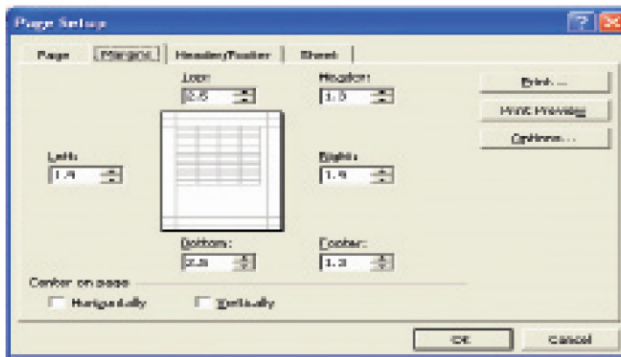 Page Setup
Page Margins Header/Footer Sheet
Top: Header: Print...
2.5 1.3 Print Preview
Options...
Left: Right:
1.9 1.9
Bottom: Footer:
2.5 1.3
Center on page
Horizontally Vertically
OK Cancel